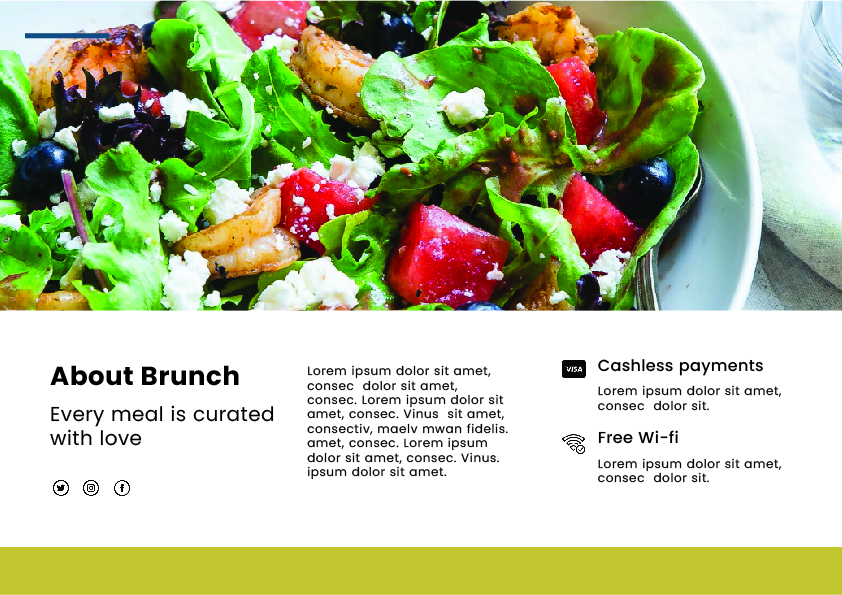 About Brunch
Every meal is curated
with love
Lorem ipsum dolor sit amet,
consec  dolor sit amet,
consec. Lorem ipsum dolor sit
amet, consec. Vinus  sit amet,
consectiv, maelv mwan fidelis.
amet, consec. Lorem ipsum
dolor sit amet, consec. Vinus.
ipsum dolor sit amet.
VISA
Cashless payments
Lorem ipsum dolor sit amet,
consec  dolor sit.
Free Wi-fi
Lorem ipsum dolor sit amet,
consec  dolor sit.